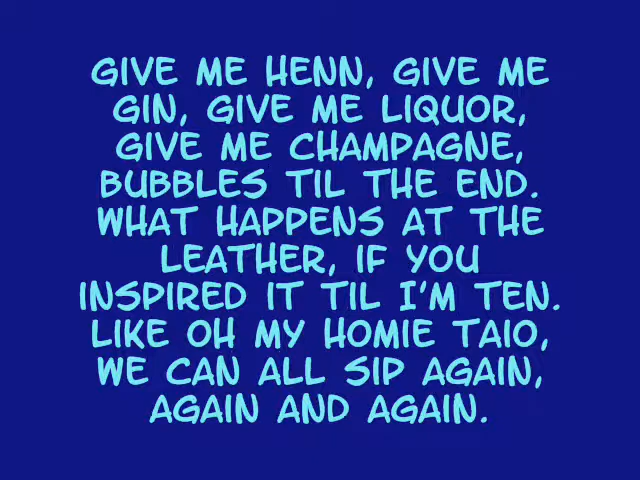 GIVE ME HENN, GIVE ME
GIN, GIVE ME LIQUOR,
GIVE ME CHAMPAGNE,
BUBBLES TIL THE END.
WHAT HAPPENS AT THE
LEATHER, IF YOU
INSPIRED IT TIL I'M TEN.
LIKE OH MY HOMIE TAIO,
WE CAN ALL SIP AGAIN,
AGAIN AND AGAIN.